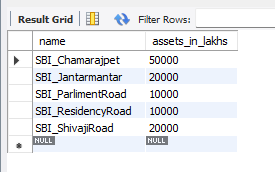 Result Grid Filter Rows:
name assets_in_lakhs
SBI_Chamarajpet 50000
SBI_Jantarmantar 20000
SBI_ParlimentRoad 10000
SBI_ResidencyRoad 10000
SBI_ShivajiRoad 20000
NULL NULL